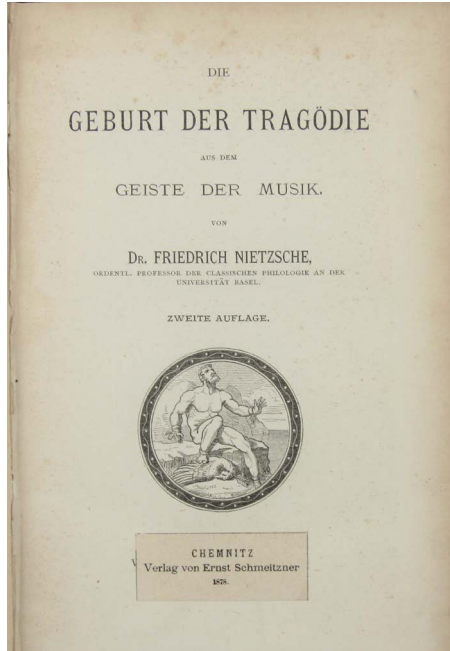 DIE
GEBURT DER TRAGÖDIE
AUS DEM
GEISTE DER MUSIK.
VON
DR. FRIEDRICH NIETZSCHE,
ORDENTL. PROFESSOR DER CLASSISCHEN PHILOLOGIE AN DER
UNIVERSITÄT BASEL.
ZWEITE AUFLAGE.
CHEMNITZ
Verlag von Ernst Schmeitzner
1878.